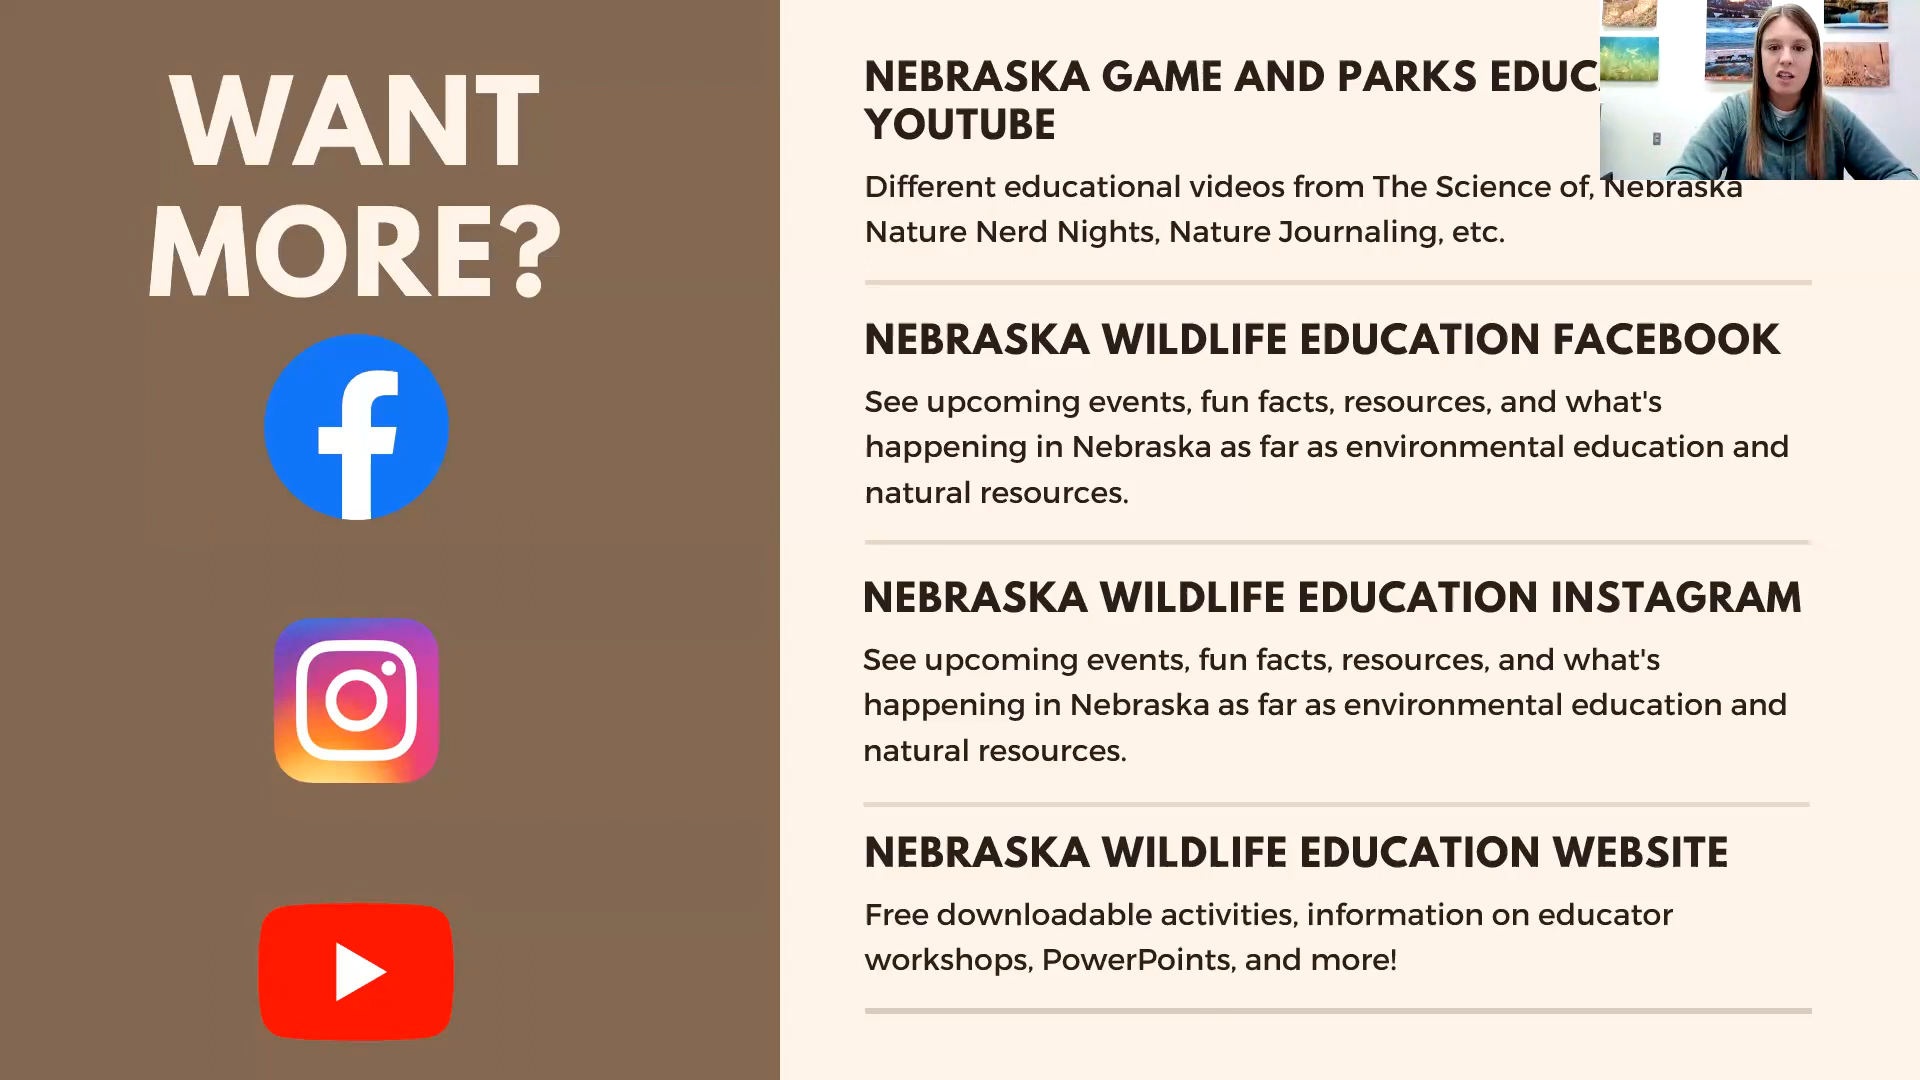 WANT
MORE?
NEBRASKA GAME AND PARKS
YOUTUBE
Different educational videos from The Science of, Nebraska
Nature Nerd Nights, Nature Journaling, etc.
NEBRASKA WILDLIFE EDUCATION FACEBOOK
See upcoming events, fun facts, resources, and what's
happening in Nebraska as far as environmental education and
natural resources.
NEBRASKA WILDLIFE EDUCATION INSTAGRAM
See upcoming events, fun facts, resources, and what's
happening in Nebraska as far as environmental education and
natural resources.
NEBRASKA WILDLIFE EDUCATION WEBSITE
Free downloadable activities, information on educator
workshops, PowerPoints, and more!